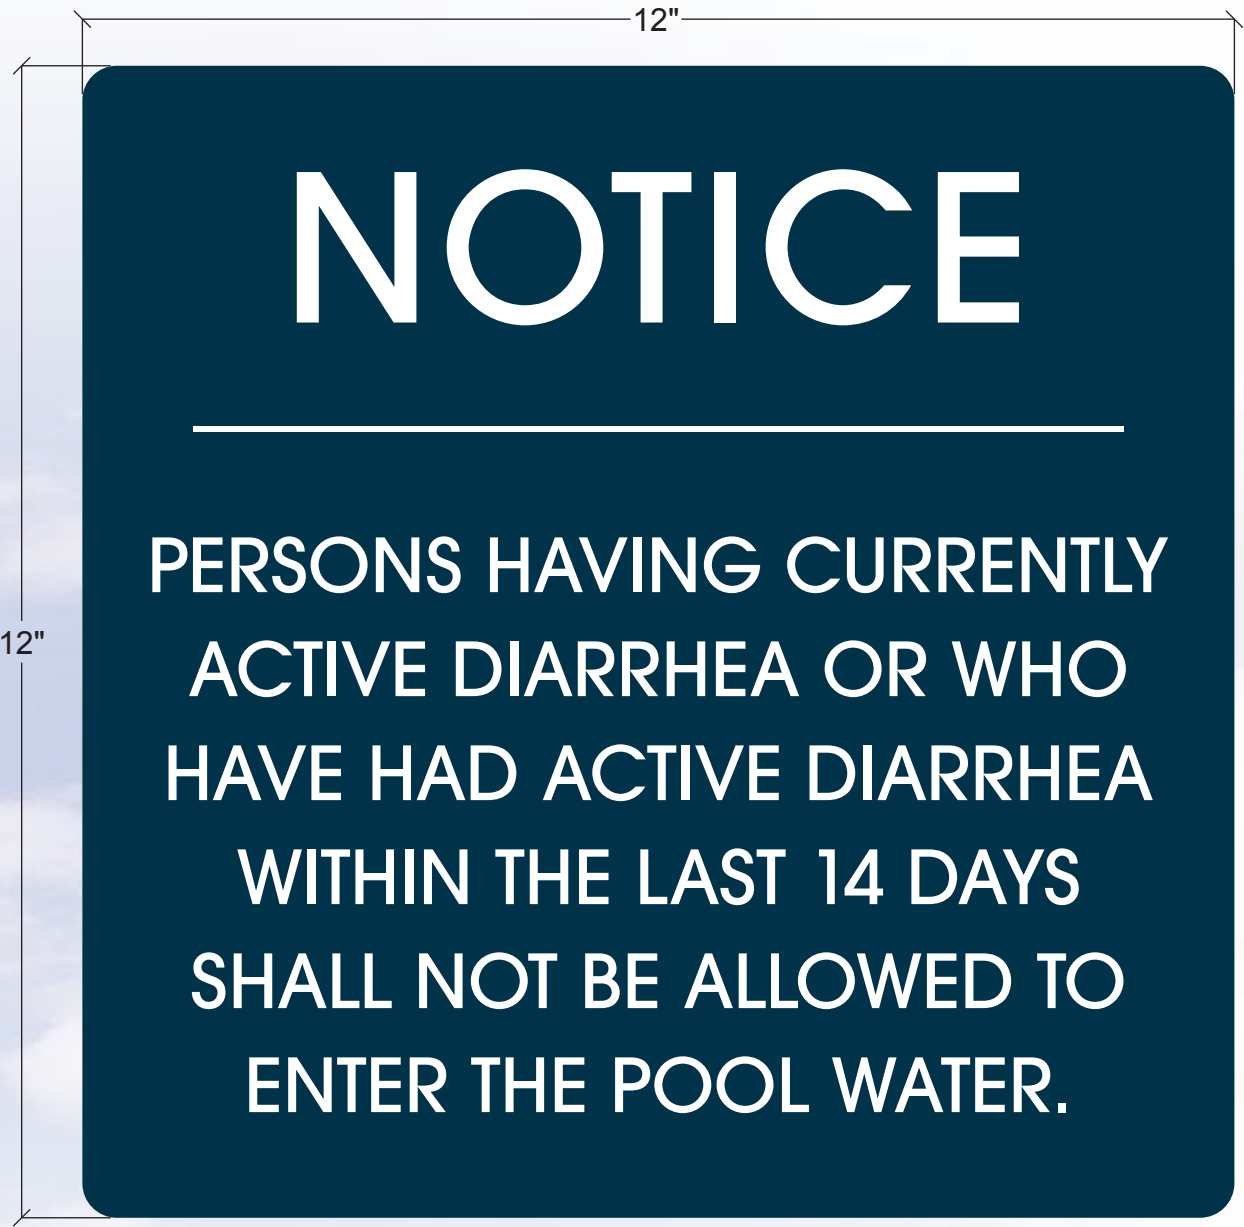 12"
NOTICE
12"
PERSONS HAVING CURRENTLY
ACTIVE DIARRHEA OR WHO
HAVE HAD ACTIVE DIARRHEA
WITHIN THE LAST 14 DAYS
SHALL NOT BE ALLOWED TO
ENTER THE POOL WATER.